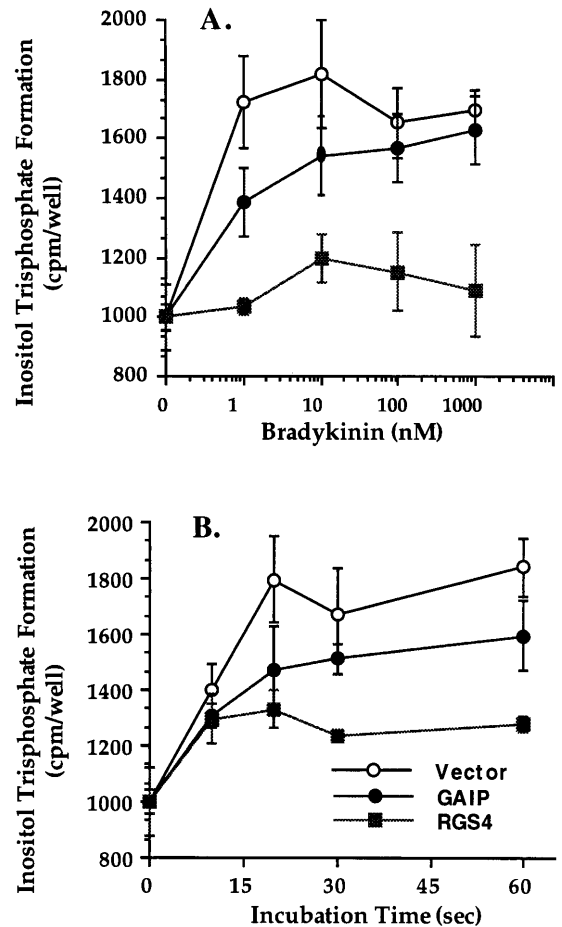 A.
Inositol Trisphosphate Formation
(cpm/well)
2000
1800
1600
1400
1200
1000
800
0 1 10 100 1000
Bradykinin (nM)
B.
Inositol Trisphosphate Formation
(cpm/well)
2000
1800
1600
1400
1200
1000
800
Vector
GAIP
RGS4
0 15 30 45 60
Incubation Time (sec)